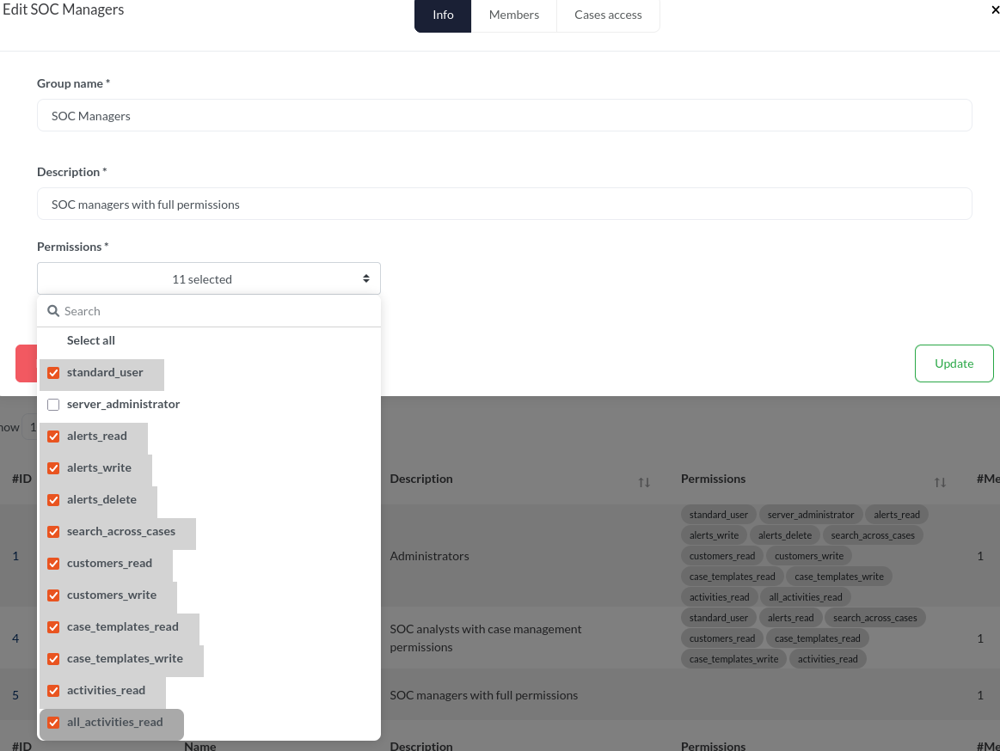 Edit SOC Managers
Info Members Cases access
×
Group name *
SOC Managers
Description *
SOC managers with full permissions
Permissions *
11 selected
Search
Select all
standard_user
server_administrator
alerts_read
alerts_write
alerts_delete
search_across_cases
customers_read
customers_write
case_templates_read
case_templates_write
activities_read
all_activities_read
Update
#ID Description Permissions
1 Administrators
standard_user server_administrator alerts_read
alerts_write alerts_delete search_across_cases
customers_read customers_write
case_templates_read case_templates_write
activities_read all_activities_read
1
4 SOC analysts with case management
permissions
standard_user alerts_read search_across_cases
customers_read case_templates_read
case_templates_write activities_read
1
5 SOC managers with full permissions 1
#ID Name Description Permissions